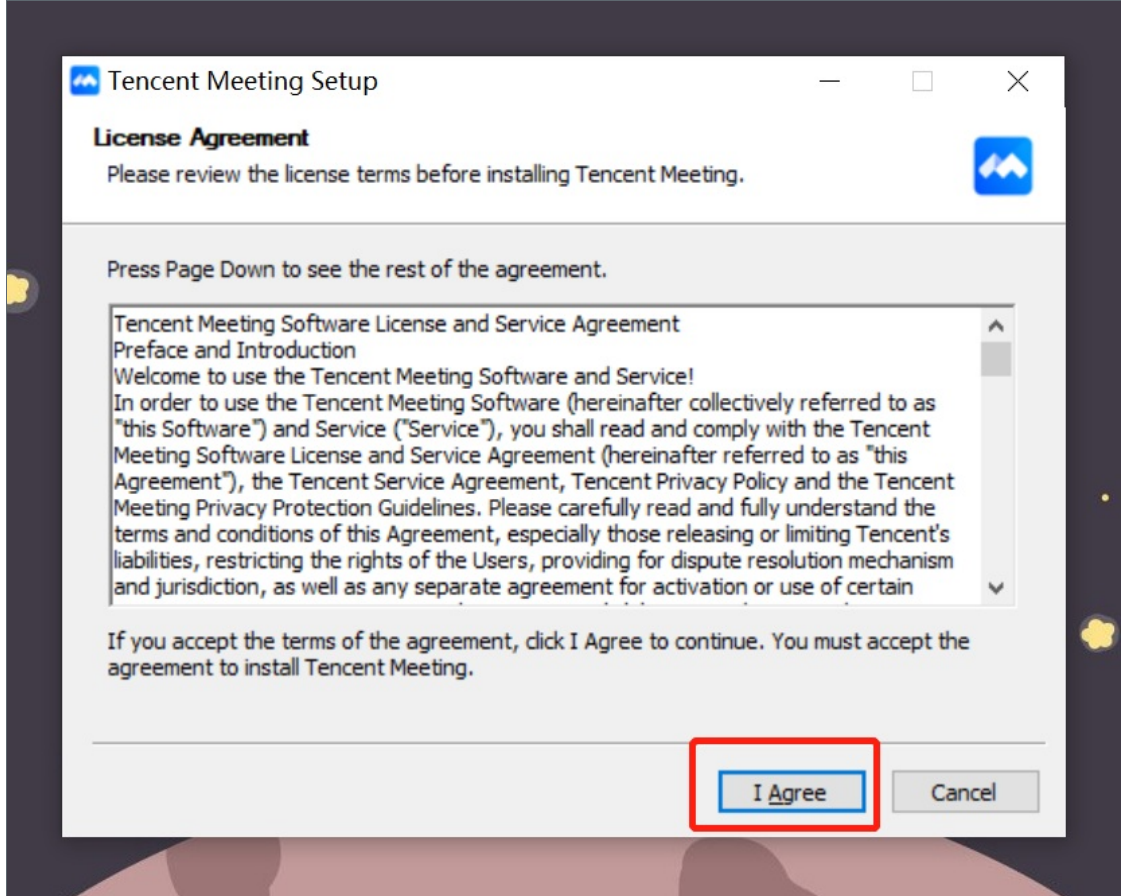 Tencent Meeting Setup
License Agreement
Please review the license terms before installing Tencent Meeting.
Press Page Down to see the rest of the agreement.
Tencent Meeting Software License and Service Agreement
Preface and Introduction
Welcome to use the Tencent Meeting Software and Service!
In order to use the Tencent Meeting Software (hereinafter collectively referred to as
"this Software") and Service ("Service"), you shall read and comply with the Tencent
Meeting Software License and Service Agreement (hereinafter referred to as "this
Agreement"), the Tencent Service Agreement, Tencent Privacy Policy and the Tencent
Meeting Privacy Protection Guidelines. Please carefully read and fully understand the
terms and conditions of this Agreement, especially those releasing or limiting Tencent's
liabilities, restricting the rights of the Users, providing for dispute resolution mechanism
and jurisdiction, as well as any separate agreement for activation or use of certain
If you accept the terms of the agreement, click I Agree to continue. You must accept the
agreement to install Tencent Meeting.
I Agree
Cancel